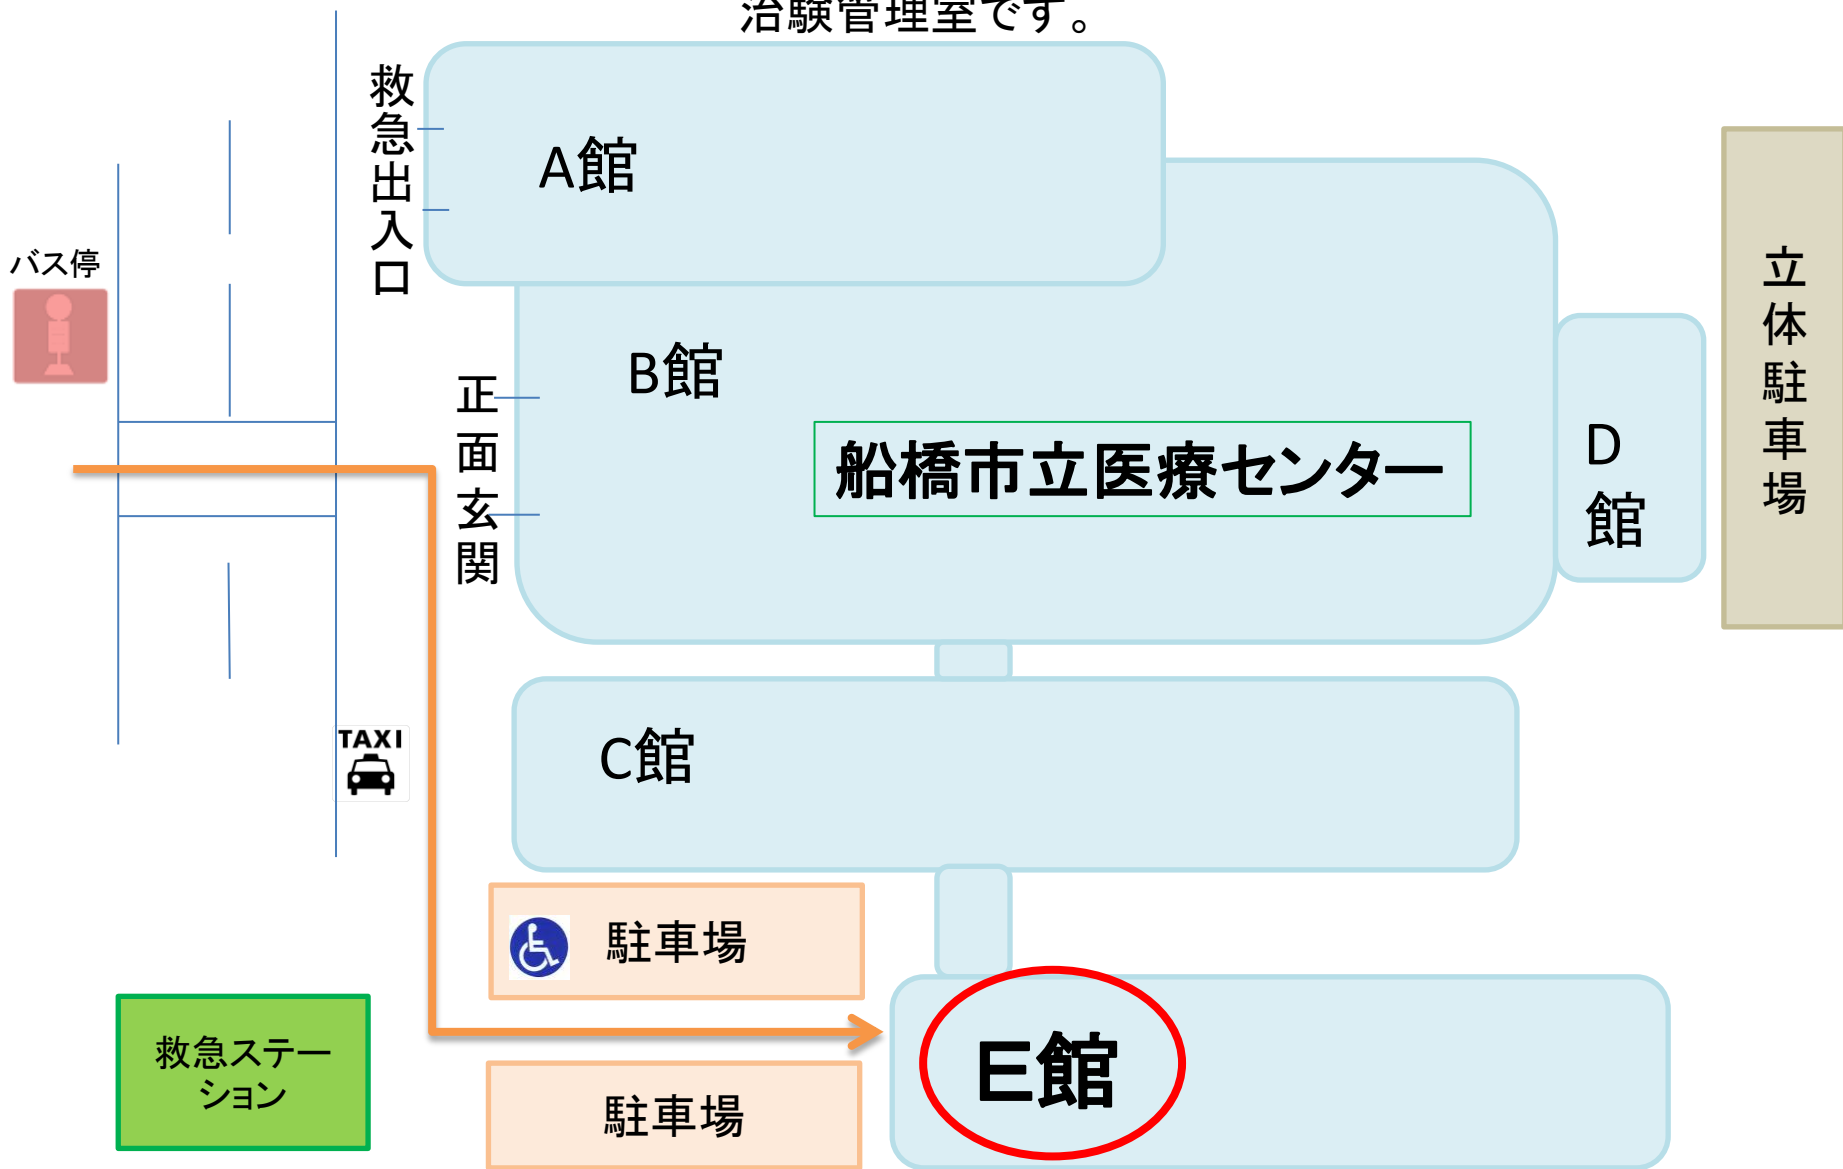 治験管理室です。
救急出入口
A館
バス停
B館
正面玄関
船橋市立医療センター
D
館
立体駐車場
TAXI
C館
駐車場
救急ステー
ション
E館
駐車場